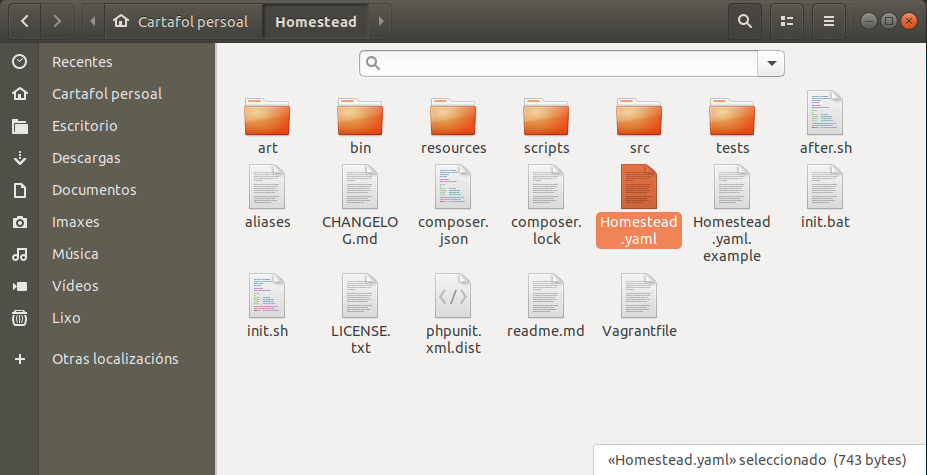 Cartafol persoal
Homestead
Recentes
Cartafol persoal
Escritorio
Descargas
Documentos
Imaxes
Música
Vídeos
Lixo
Otras localizacións
art
bin
resources
scripts
src
tests
after.sh
aliases
CHANGELO
G.md
composer.
json
composer.
lock
Homestead
.yaml
Homestead
.yaml.
example
init.bat
init.sh
LICENSE.
txt
phpunit.
xml.dist
readme.md
Vagrantfile
«Homestead.yaml» seleccionado (743 bytes)